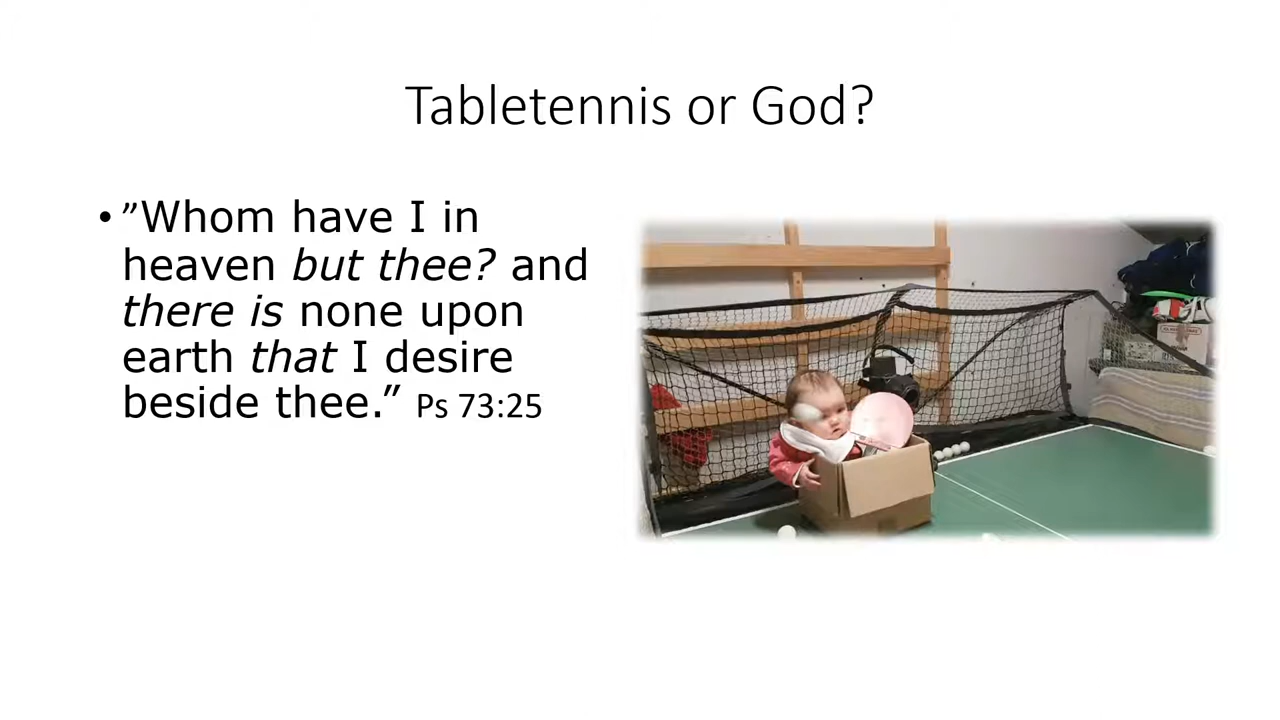 Tabletennis or God?
• ”Whom have I in
heaven but thee? and
there is none upon
earth that I desire
beside thee.” Ps 73:25